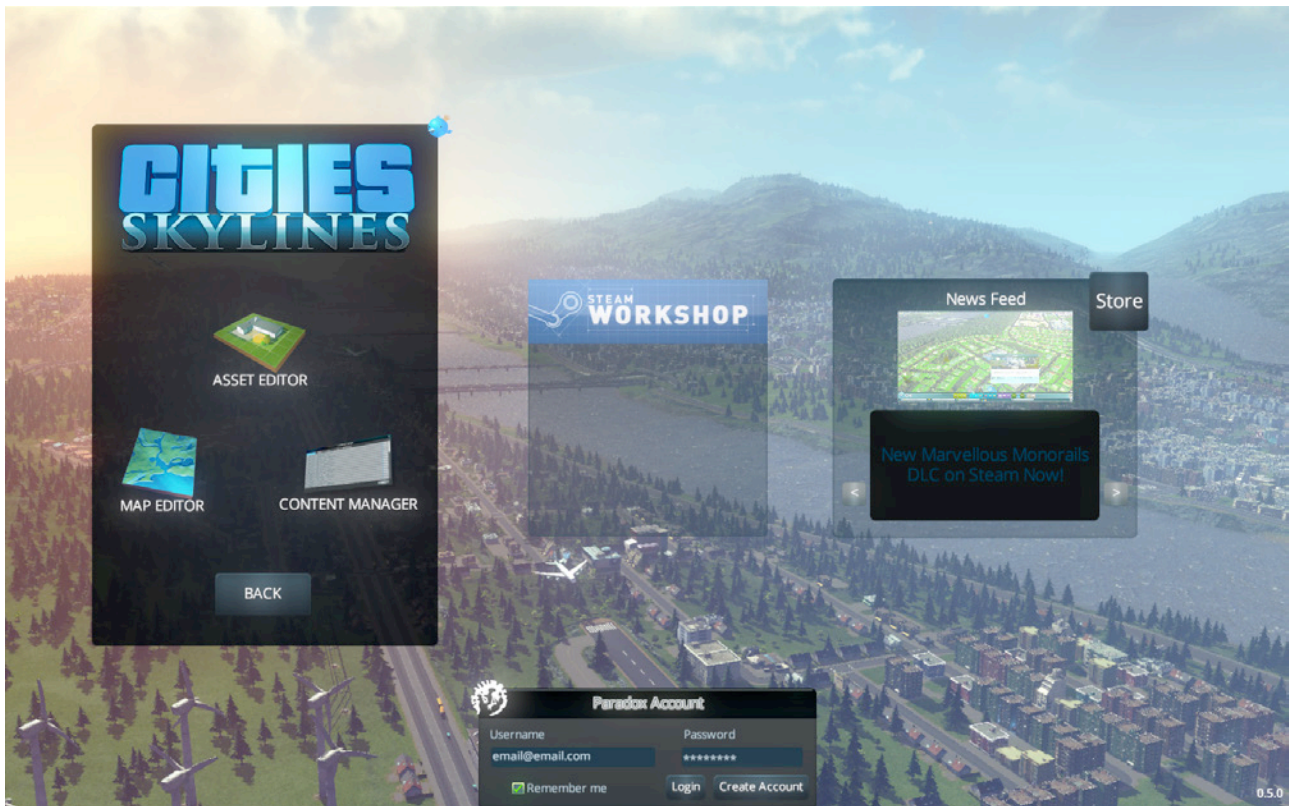 CITIES
SKYLINES
ASSET EDITOR
MAP EDITOR
CONTENT MANAGER
BACK
STEAM
WORKSHOP
News Feed
Store
New Marvellous Monorails
DLC on Steam Now!
<
>
Paradox Account
Username
Password
email@email.com
********
Remember me
Login
Create Account
0.5.0